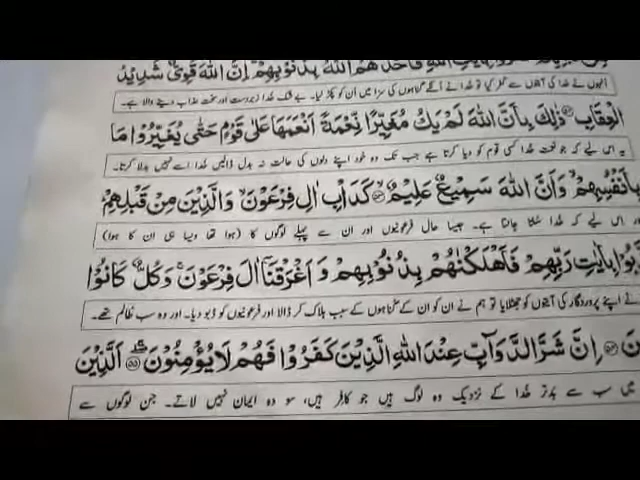 فَاَخَذَهُمُ اللّٰهُ بِذُنُوْبِهِمْ اِنَّ اللّٰهَ قَوِیٌّ شَدِیْدُ
انہوں نے خدا کی آیتوں سے کفر کیا تو خدا نے ان کے گناہوں کی سزا میں ان کو پکڑ لیا۔ بے شک خدا زبردست اور سخت عذاب دینے والا ہے۔
الْعِقَابِ ﴿۵۲﴾ ذٰلِكَ بِاَنَّ اللّٰهَ لَمْ یَكُ مُغَیِّرًا نِّعْمَةً اَنْعَمَهَا عَلٰی قَوْمٍ حَتّٰی یُغَیِّرُوْا مَا
یہ اس لیے کہ جو نعمت خدا کسی قوم کو دیا کرتا ہے جب تک وہ خود اپنے دلوں کی حالت نہ بدل ڈالیں خدا اسے نہیں بدلا کرتا۔
بِاَنْفُسِهِمْ وَاَنَّ اللّٰهَ سَمِیْعٌ عَلِیْمٌ ﴿۵۳﴾ كَدَاْبِ اٰلِ فِرْعَوْنَ وَالَّذِیْنَ مِنْ قَبْلِهِمْ
اور اس لیے کہ خدا سنتا جانتا ہے۔ جیسا حال فرعونیوں اور ان سے پہلے لوگوں کا (ہوا تھا ویسا ہی ان کا ہوا)
بِاٰیٰتِ رَبِّهِمْ فَاَهْلَكْنٰهُمْ بِذُنُوْبِهِمْ وَاَغْرَقْنَاۤ اٰلَ فِرْعَوْنَ ۚ وَكُلٌّ كَانُوْا
نے اپنے پروردگار کی آیتوں کو جھٹلایا تو ہم نے ان کو ان کے گناہوں کے سبب ہلاک کر ڈالا اور فرعونیوں کو ڈبو دیا۔ اور وہ سب ظالم تھے۔
اِنَّ شَرَّ الدَّوَآبِّ عِنْدَ اللّٰهِ الَّذِیْنَ كَفَرُوْا فَهُمْ لَا یُؤْمِنُوْنَ ﴿۵۵﴾ اَلَّذِیْنَ
میں سب سے بدتر خدا کے نزدیک وہ لوگ ہیں جو کافر ہیں، سو وہ ایمان نہیں لاتے۔ جن لوگوں سے